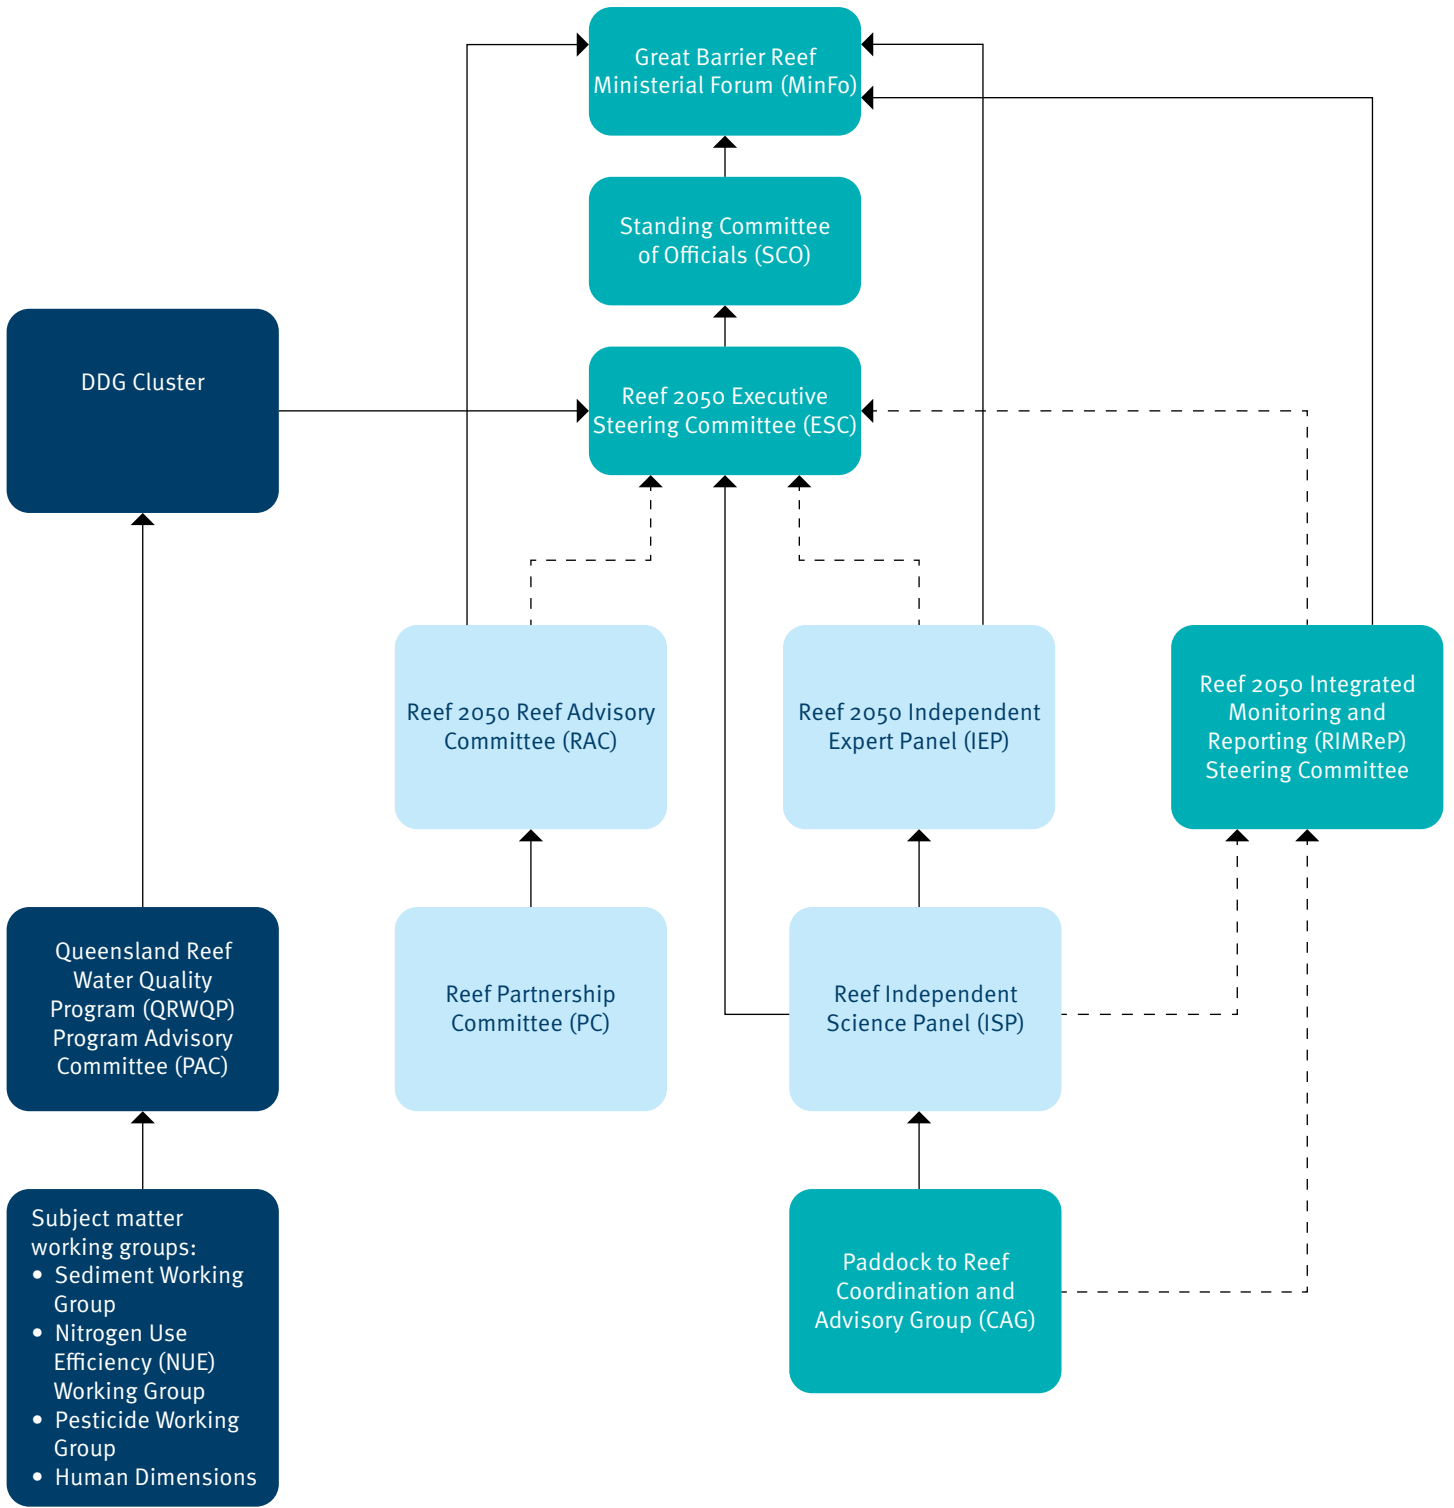 Great Barrier Reef
Ministerial Forum (MinFo)
Standing Committee
of Officials (SCO)
DDG Cluster
Reef 2050 Executive
Steering Committee (ESC)
Reef 2050 Reef Advisory
Committee (RAC)
Reef 2050 Independent
Expert Panel (IEP)
Reef 2050 Integrated
Monitoring and
Reporting (RIMReP)
Steering Committee
Queensland Reef
Water Quality
Program (QRWQP)
Program Advisory
Committee (PAC)
Reef Partnership
Committee (PC)
Reef Independent
Science Panel (ISP)
Subject matter
working groups:
• Sediment Working
Group
• Nitrogen Use
Efficiency (NUE)
Working Group
• Pesticide Working
Group
• Human Dimensions
Paddock to Reef
Coordination and
Advisory Group (CAG)